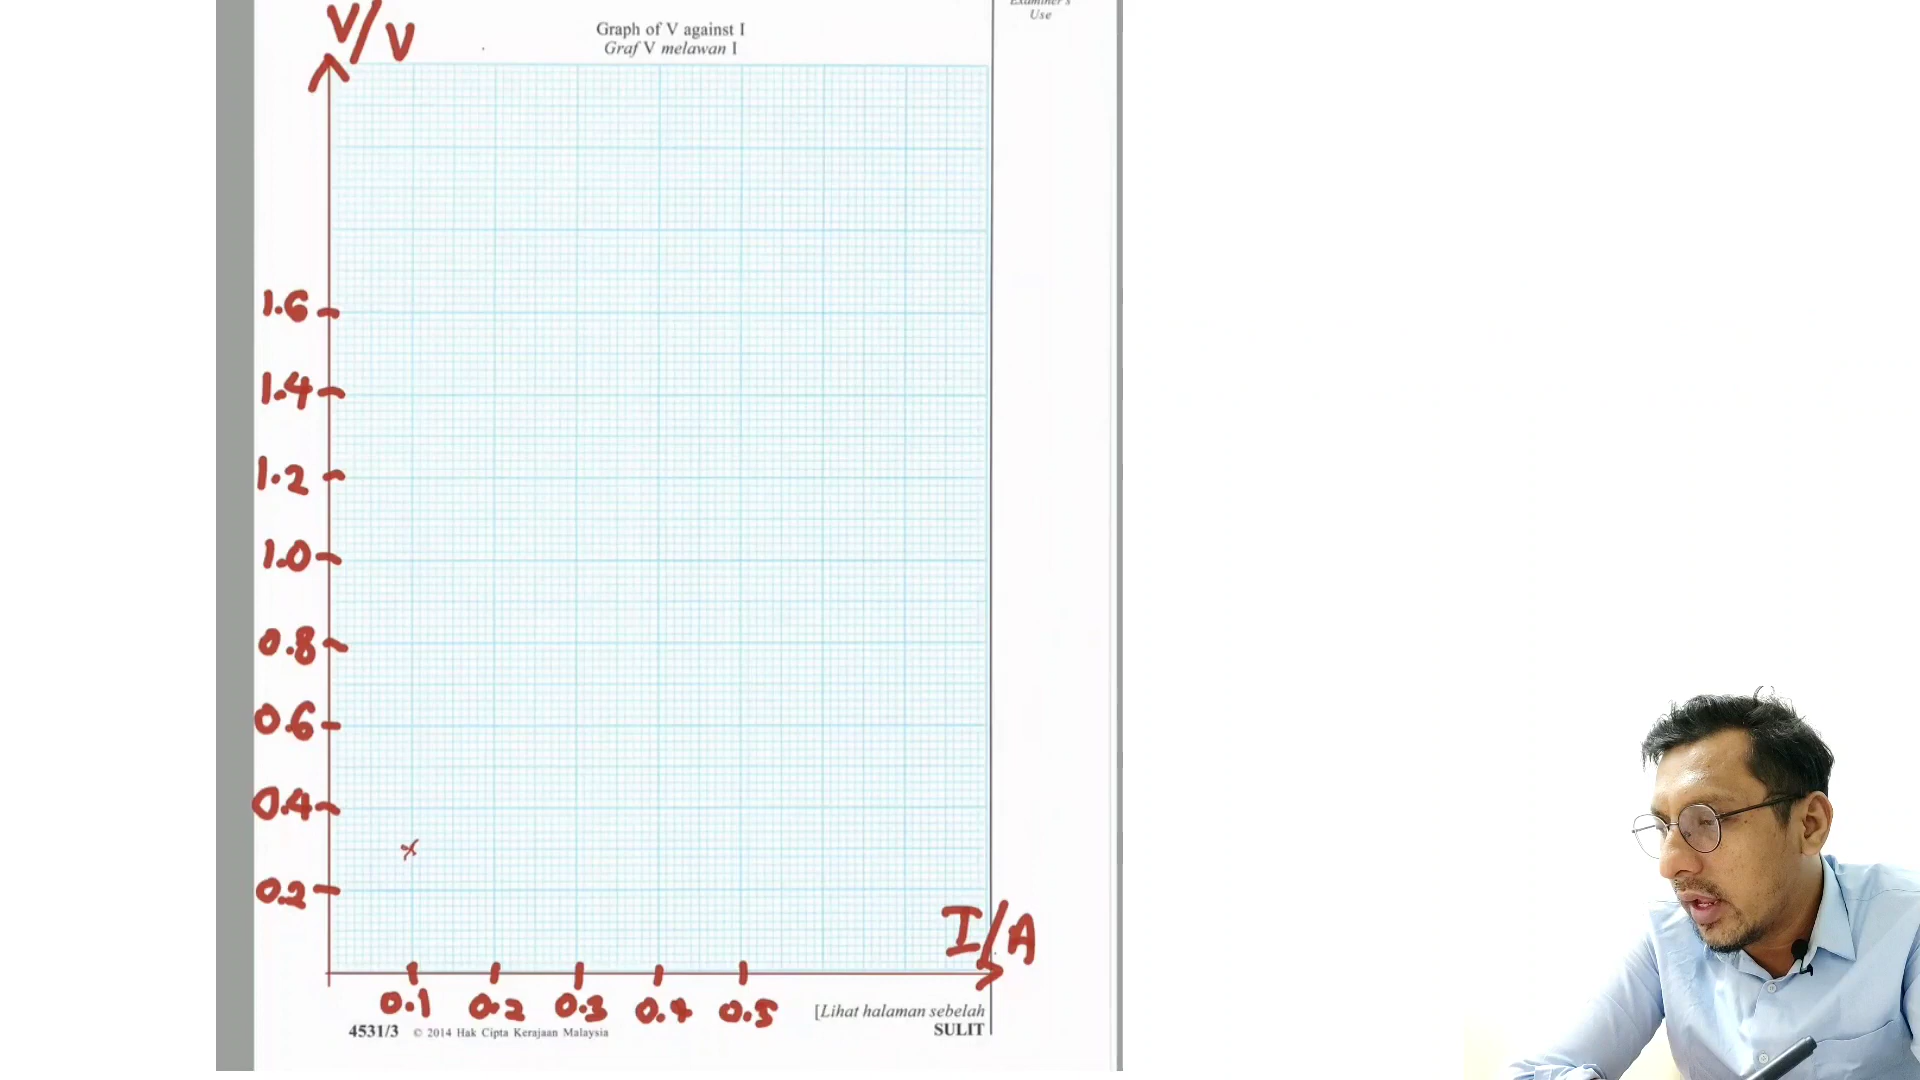 Examiner's
Use
V/V
Graph of V against I
Graf V melawan I
1.6
1.4
1.2
1.0
0.8
0.6
0.4
0.2
I/A
0.1 0.2 0.3 0.4 0.5
[Lihat halaman sebelah
4531/3 © 2014 Hak Cipta Kerajaan Malaysia
SULIT